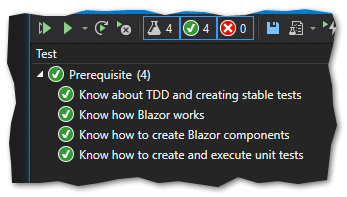 4 4 0
Test
Prerequisite (4)
Know about TDD and creating stable tests
Know how Blazor works
Know how to create Blazor components
Know how to create and execute unit tests